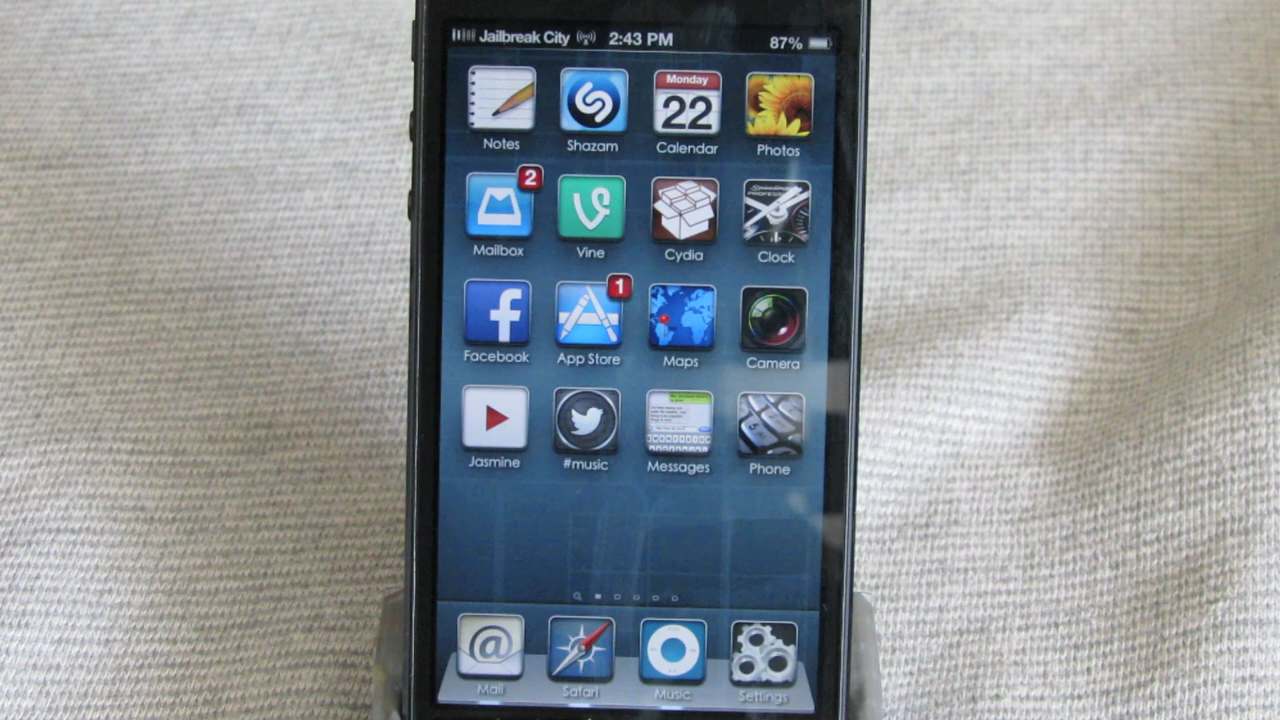 Jailbreak City 2:43 PM 87%
Notes Shazam Monday 22 Calendar Photos
2
Mailbox Vine Cydia Clock
1
Facebook App Store Maps Camera
Jasmine #music Messages Phone
Mail Safari Music Settings